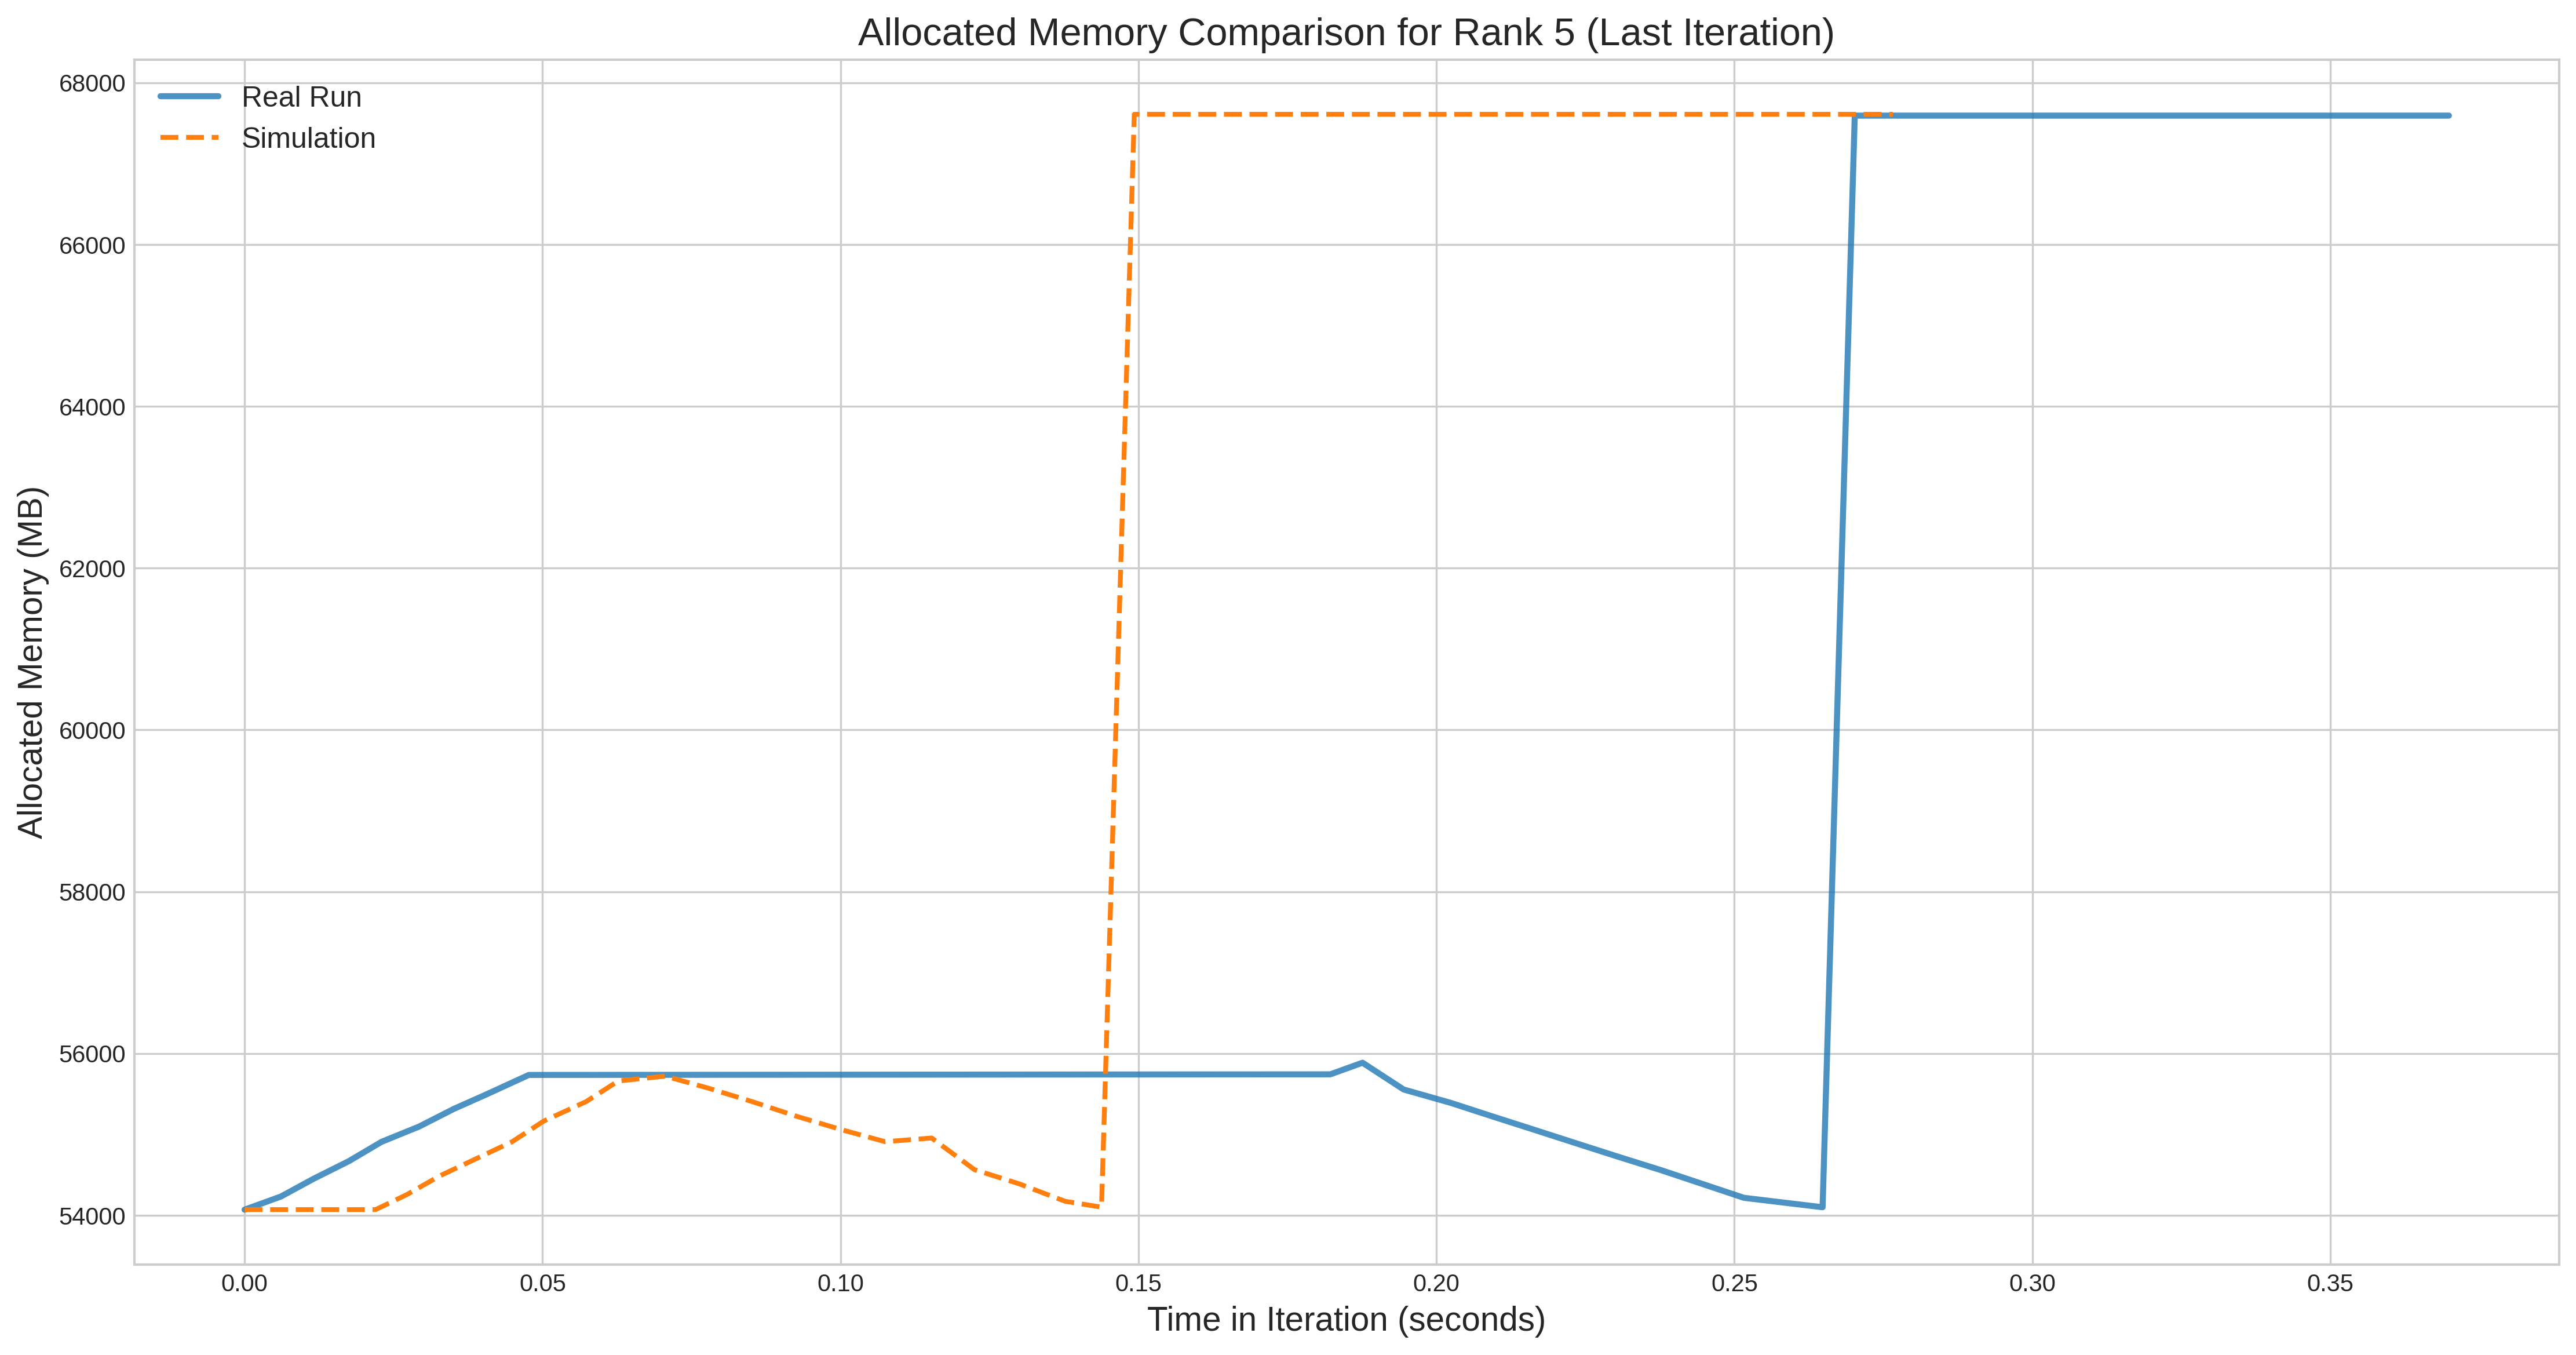 Allocated Memory Comparison for Rank 5 (Last Iteration)
Real Run
Simulation
Allocated Memory (MB)
68000
66000
64000
62000
60000
58000
56000
54000
0.00 0.05 0.10 0.15 0.20 0.25 0.30 0.35
Time in Iteration (seconds)